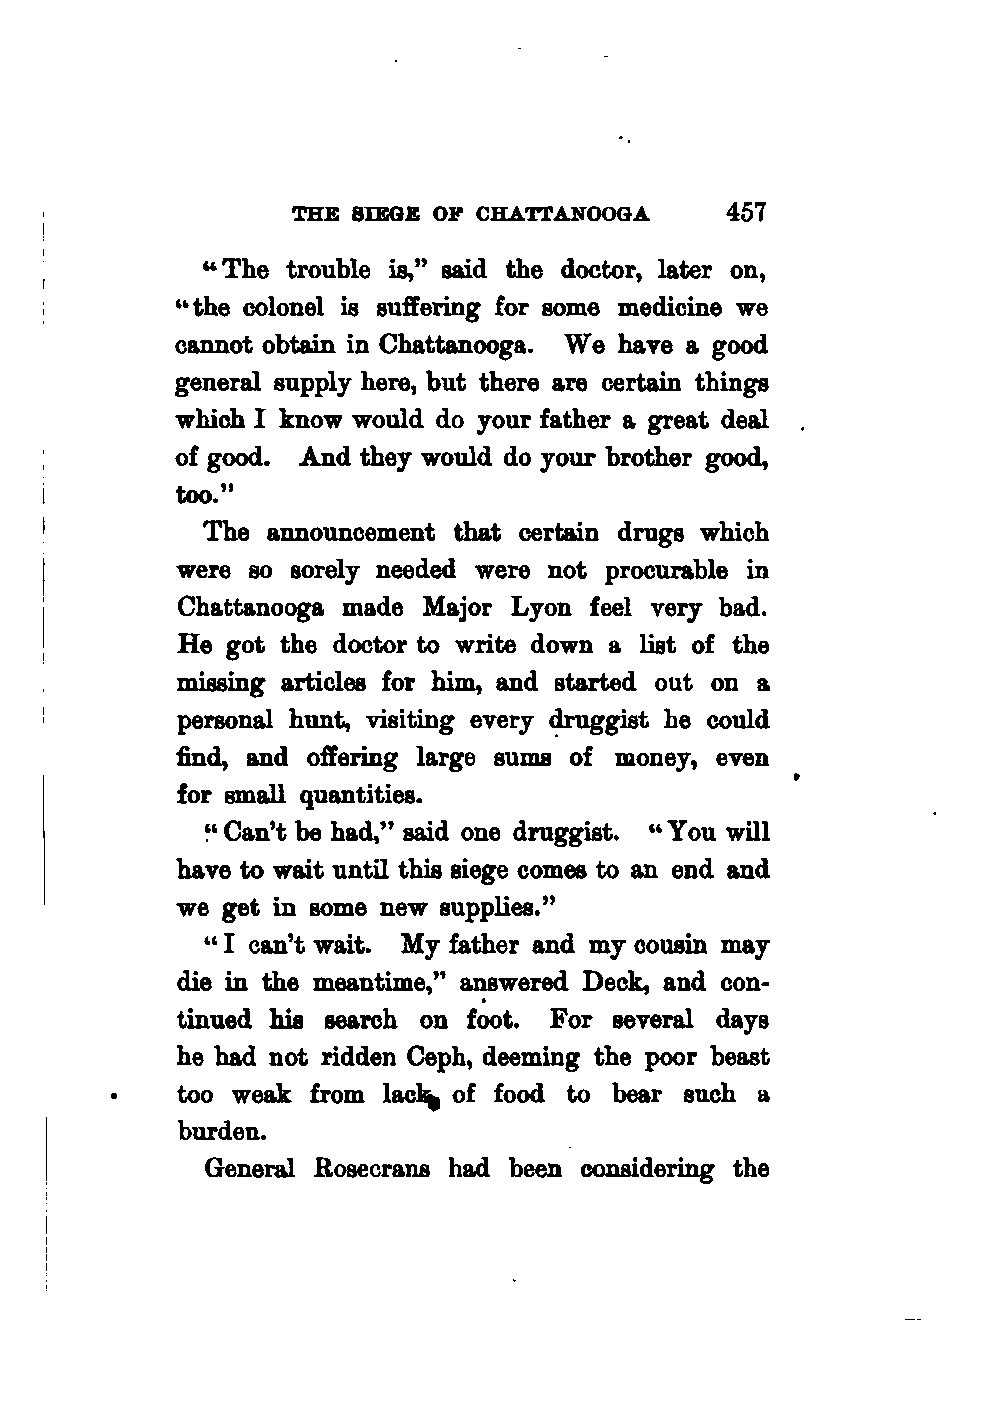 THE SIEGE OF CHATTANOOGA 457
“The trouble is,” said the doctor, later on,
“the colonel is suffering for some medicine we
cannot obtain in Chattanooga. We have a good
general supply here, but there are certain things
which I know would do your father a great deal
of good. And they would do your brother good,
too.”
The announcement that certain drugs which
were so sorely needed were not procurable in
Chattanooga made Major Lyon feel very bad.
He got the doctor to write down a list of the
missing articles for him, and started out on a
personal hunt, visiting every druggist he could
find, and offering large sums of money, even
for small quantities.
“Can’t be had,” said one druggist. “You will
have to wait until this siege comes to an end and
we get in some new supplies.”
“I can’t wait. My father and my cousin may
die in the meantime,” answered Deck, and con-
tinued his search on foot. For several days
he had not ridden Ceph, deeming the poor beast
too weak from lack of food to bear such a
burden.
General Rosecrans had been considering the